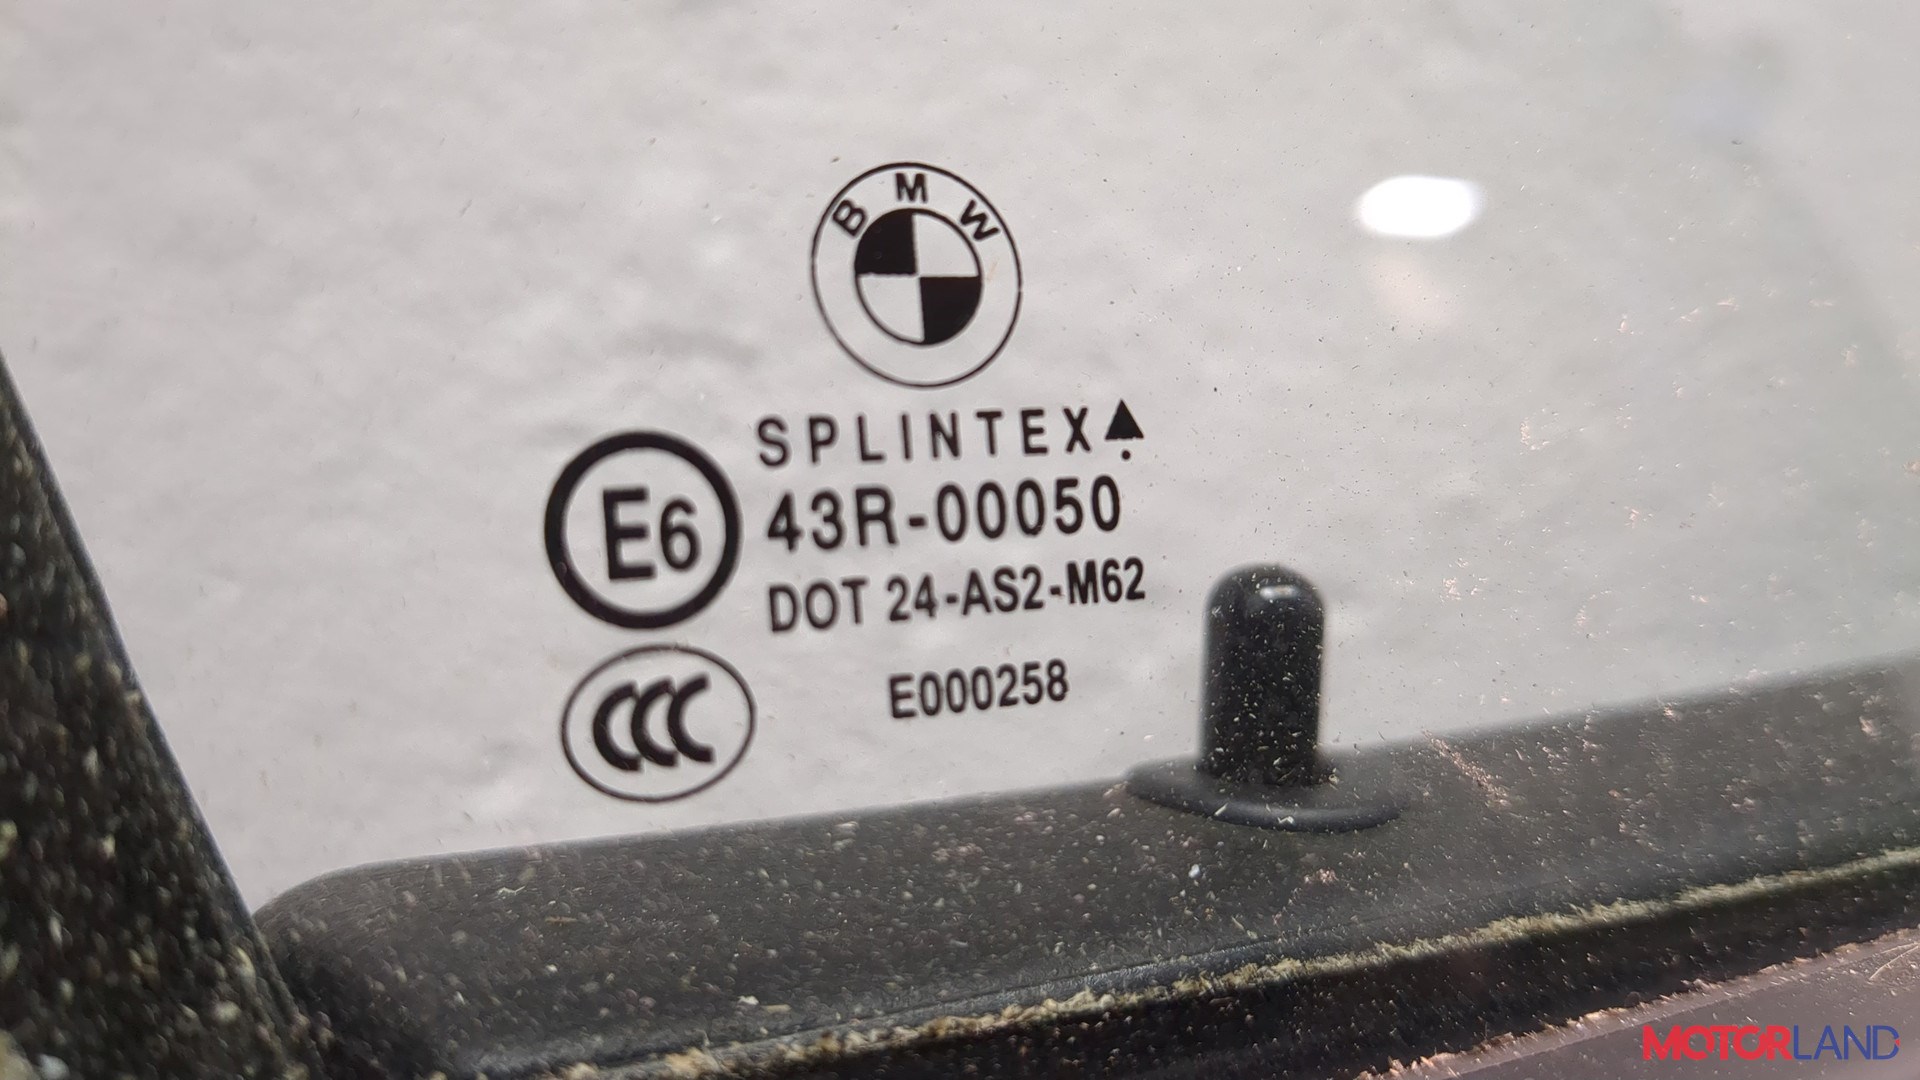 BMW
SPLINTEX
E6
43R-00050
DOT 24-AS2-M62
CCC
E000258
MOTORLAND